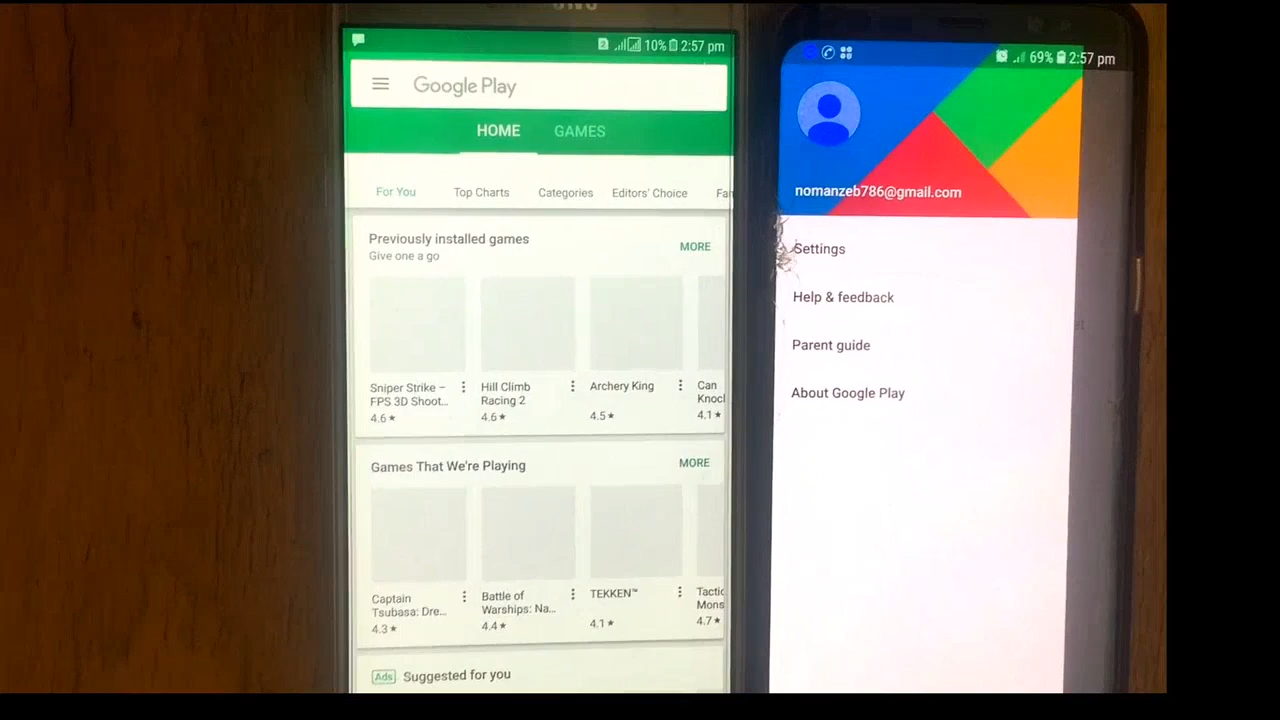 2 10% 2:57 pm
Google Play
HOME GAMES
For You Top Charts Categories Editors' Choice
Previously installed games
MORE
Give one a go
Sniper Strike –
FPS 3D Shoot...
4.6★
Hill Climb
Racing 2
4.6★
Archery King
4.5★
Can
4.1★
Games That We're Playing
MORE
Captain
Tsubasa: Dre...
4.3★
Battle of
Warships: Na...
4.4★
TEKKEN™
4.1★
Mons
4.7★
Ads Suggested for you
69% 2:57 pm
nomanzeb786@gmail.com
Settings
Help & feedback
Parent guide
About Google Play